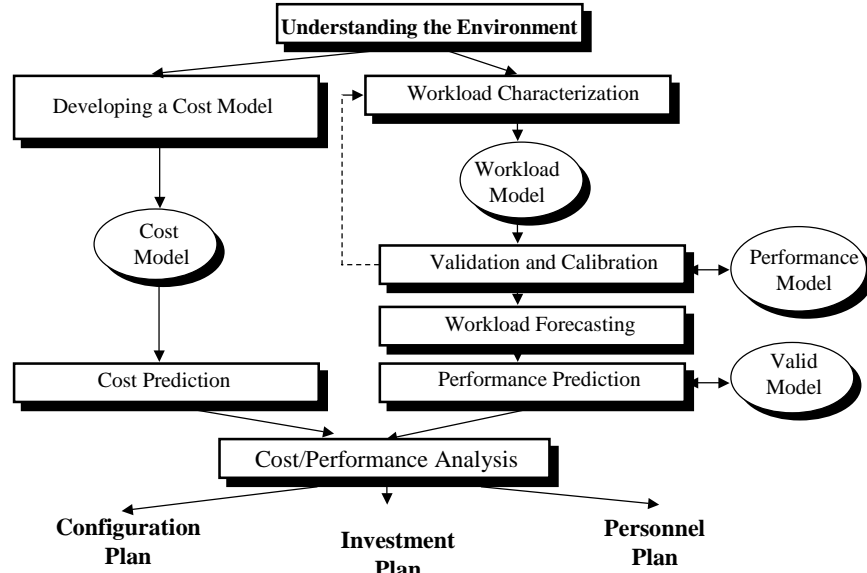 Understanding the Environment
Developing a Cost Model
Workload Characterization
Workload
Model
Cost
Model
Validation and Calibration
Performance
Model
Workload Forecasting
Cost Prediction
Performance Prediction
Valid
Model
Cost/Performance Analysis
Configuration
Plan
Investment
Plan
Personnel
Plan